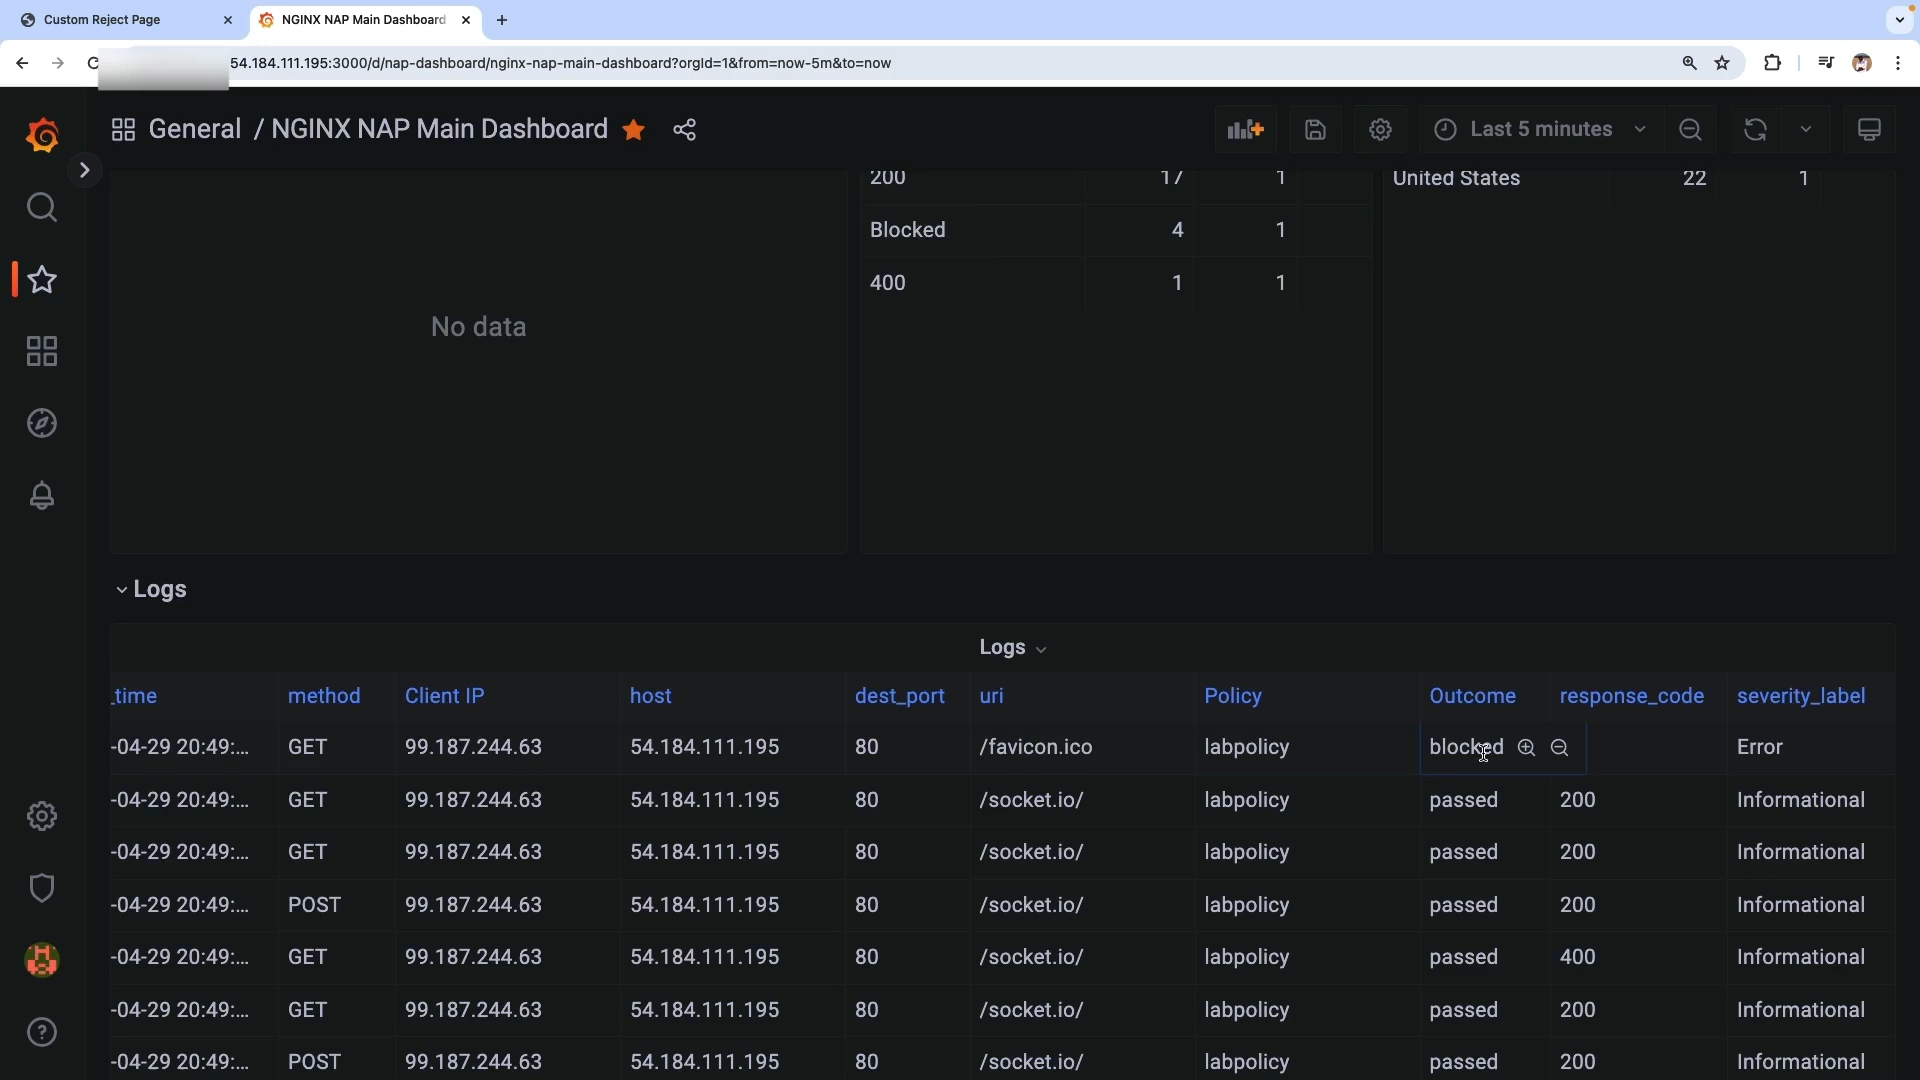 Custom Reject Page
NGINX NAP Main Dashboard
54.184.111.195:3000/d/nap-dashboard/nginx-nap-main-dashboard?orgId=1&from=now-5m&to=now
General / NGINX NAP Main Dashboard
Last 5 minutes
200 17 1
United States 22 1
Blocked 4 1
400 1 1
No data
Logs
Logs
_time method Client IP host dest_port uri Policy Outcome response_code severity_label
-04-29 20:49:... GET 99.187.244.63 54.184.111.195 80 /favicon.ico labpolicy blocked Error
-04-29 20:49:... GET 99.187.244.63 54.184.111.195 80 /socket.io/ labpolicy passed 200 Informational
-04-29 20:49:... GET 99.187.244.63 54.184.111.195 80 /socket.io/ labpolicy passed 200 Informational
-04-29 20:49:... POST 99.187.244.63 54.184.111.195 80 /socket.io/ labpolicy passed 200 Informational
-04-29 20:49:... GET 99.187.244.63 54.184.111.195 80 /socket.io/ labpolicy passed 400 Informational
-04-29 20:49:... GET 99.187.244.63 54.184.111.195 80 /socket.io/ labpolicy passed 200 Informational
-04-29 20:49:... POST 99.187.244.63 54.184.111.195 80 /socket.io/ labpolicy passed 200 Informational